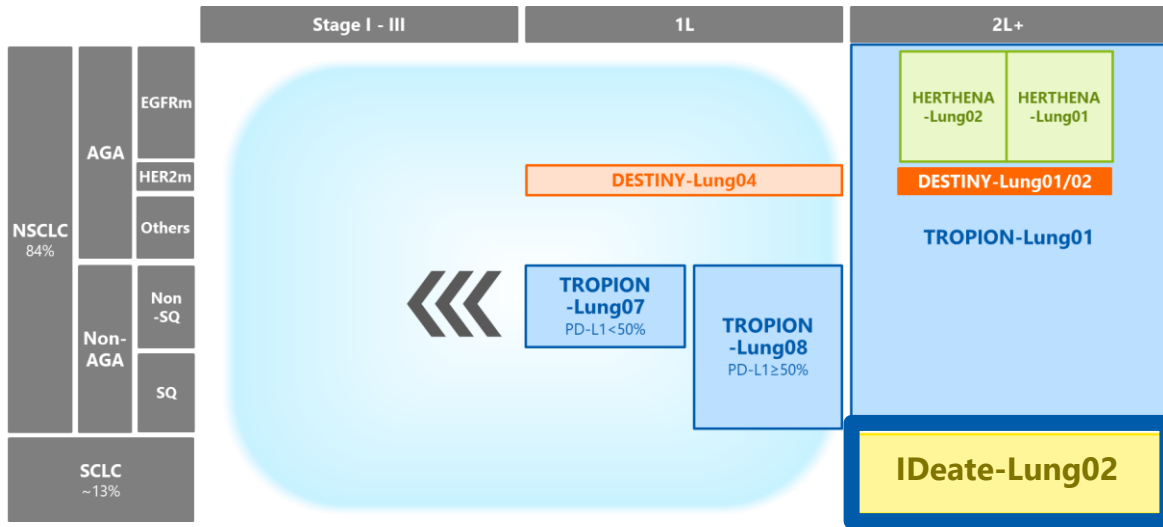 Stage I - III
1L
2L+
NSCLC
84%
AGA
EGFRm
HER2m
Others
Non-
AGA
Non
-SQ
SQ
SCLC
~13%
HERTHENA
-Lung02
HERTHENA
-Lung01
DESTINY-Lung04
DESTINY-Lung01/02
TROPION-Lung01
TROPION
-Lung07
PD-L1<50%
TROPION
-Lung08
PD-L1≥50%
IDeate-Lung02